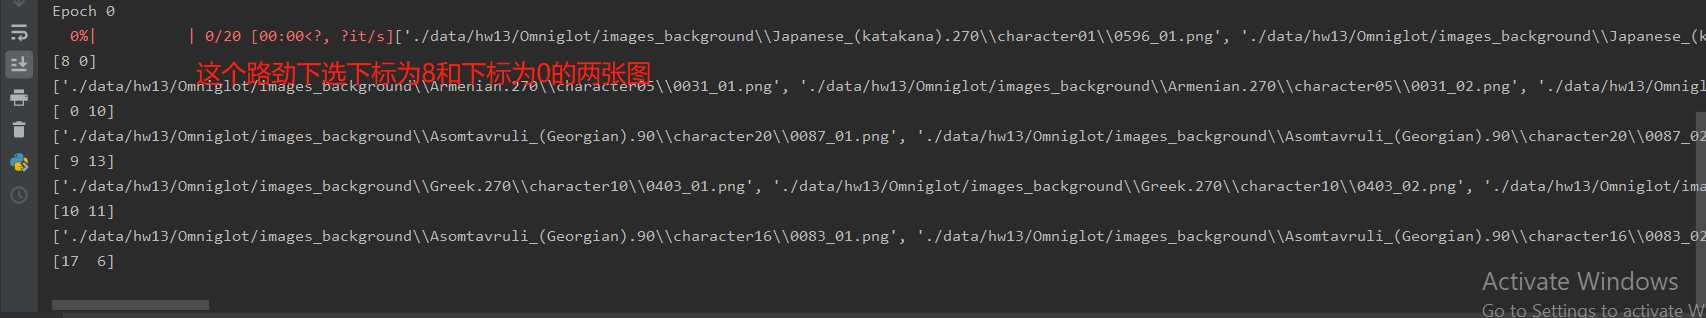 Epoch 0
0%|          | 0/20 [00:00<?, ?it/s]['./data/hw13/Omniglot/images_background\\Japanese_(katakana).270\\character01\\0596_01.png', './data/hw13/Omniglot/images_background\\Japanese_(k
[8 0]
这个路劲下选下标为8和下标为0的两张图
['./data/hw13/Omniglot/images_background\\Armenian.270\\character05\\0031_01.png', './data/hw13/Omniglot/images_background\\Armenian.270\\character05\\0031_02.png', './data/hw13/Omnigl
[ 0 10]
['./data/hw13/Omniglot/images_background\\Asomtavruli_(Georgian).90\\character20\\0087_01.png', './data/hw13/Omniglot/images_background\\Asomtavruli_(Georgian).90\\character20\\0087_02
[ 9 13]
['./data/hw13/Omniglot/images_background\\Greek.270\\character10\\0403_01.png', './data/hw13/Omniglot/images_background\\Greek.270\\character10\\0403_02.png', './data/hw13/Omniglot/ima
[10 11]
['./data/hw13/Omniglot/images_background\\Asomtavruli_(Georgian).90\\character16\\0083_01.png', './data/hw13/Omniglot/images_background\\Asomtavruli_(Georgian).90\\character16\\0083_02
[17  6]
Activate Windows
Go to Settings to activate W